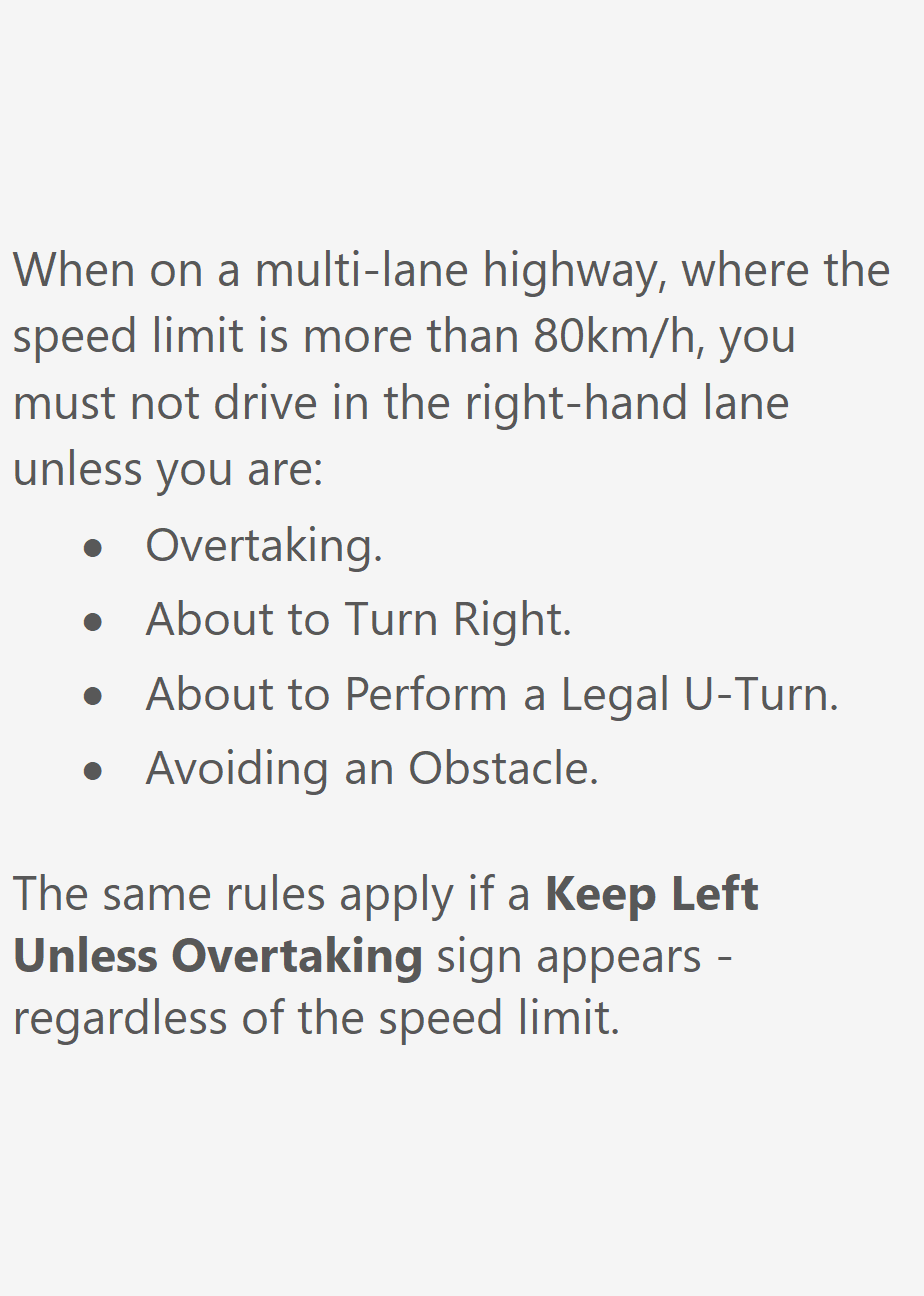 When on a multi-lane highway, where the
speed limit is more than 80km/h, you
must not drive in the right-hand lane
unless you are:
● Overtaking.
● About to Turn Right.
● About to Perform a Legal U-Turn.
● Avoiding an Obstacle.
The same rules apply if a Keep Left
Unless Overtaking sign appears -
regardless of the speed limit.